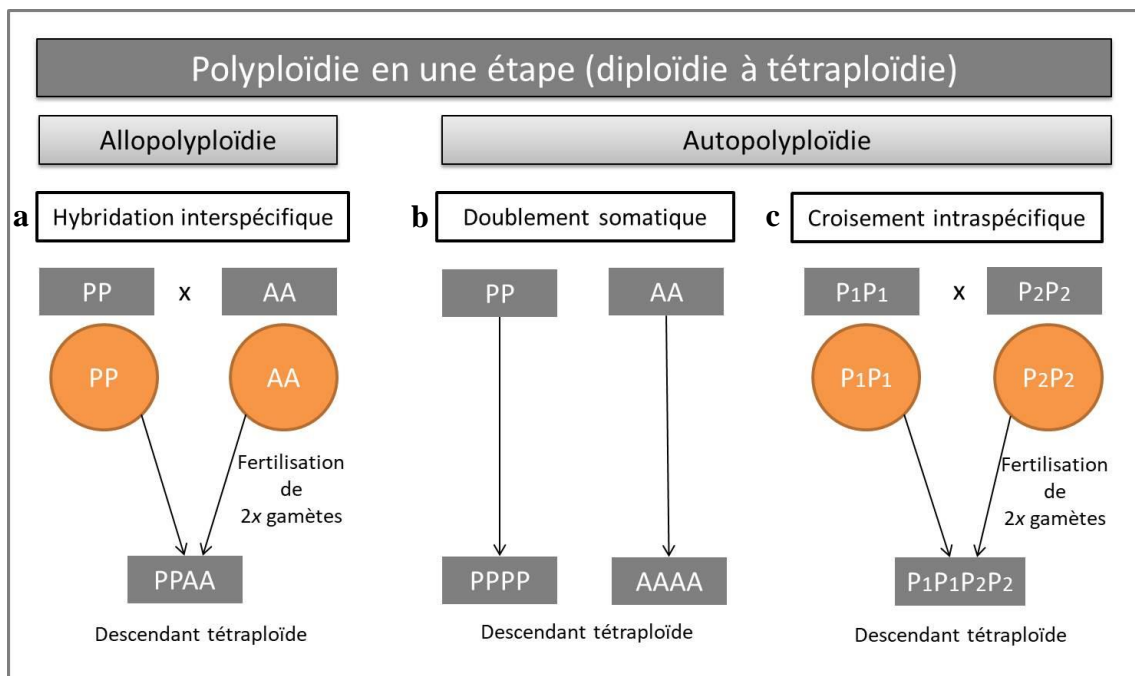 Polyploïdie en une étape (diploïdie à tétraploïdie)
Allopolyploïdie
Autopolyploïdie
a Hybridation interspécifique
b Doublement somatique
c Croisement intraspécifique
PP x AA
PP AA
P1P1 x P2P2
PP AA
P1P1 P2P2
Fertilisation
de
2x gamètes
Fertilisation
de
2x gamètes
PPAA
PPPP AAAA
P1P1P2P2
Descendant tétraploïde
Descendant tétraploïde
Descendant tétraploïde